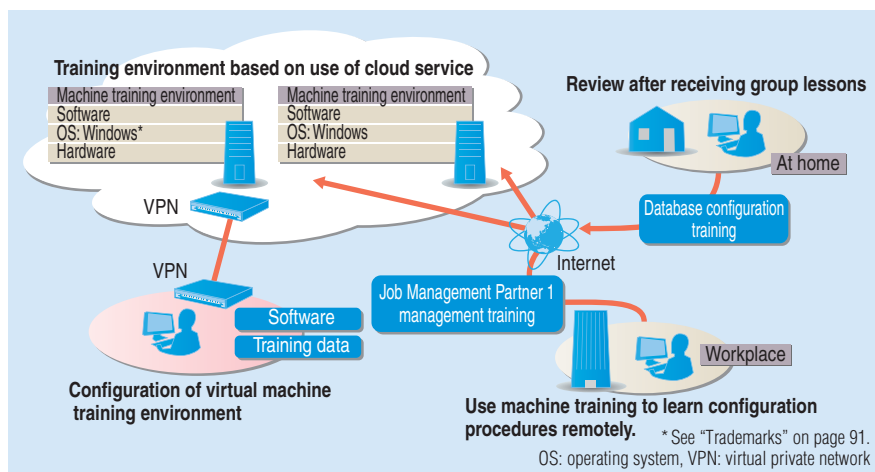 Training environment based on use of cloud service
Machine training environment
Software
OS: Windows*
Hardware
Machine training environment
Software
OS: Windows
Hardware
Review after receiving group lessons
At home
VPN
Database configuration
training
Internet
VPN
Job Management Partner 1
management training
Software
Training data
Workplace
Configuration of virtual machine
training environment
Use machine training to learn configuration
procedures remotely.
* See “Trademarks” on page 91.
OS: operating system, VPN: virtual private network